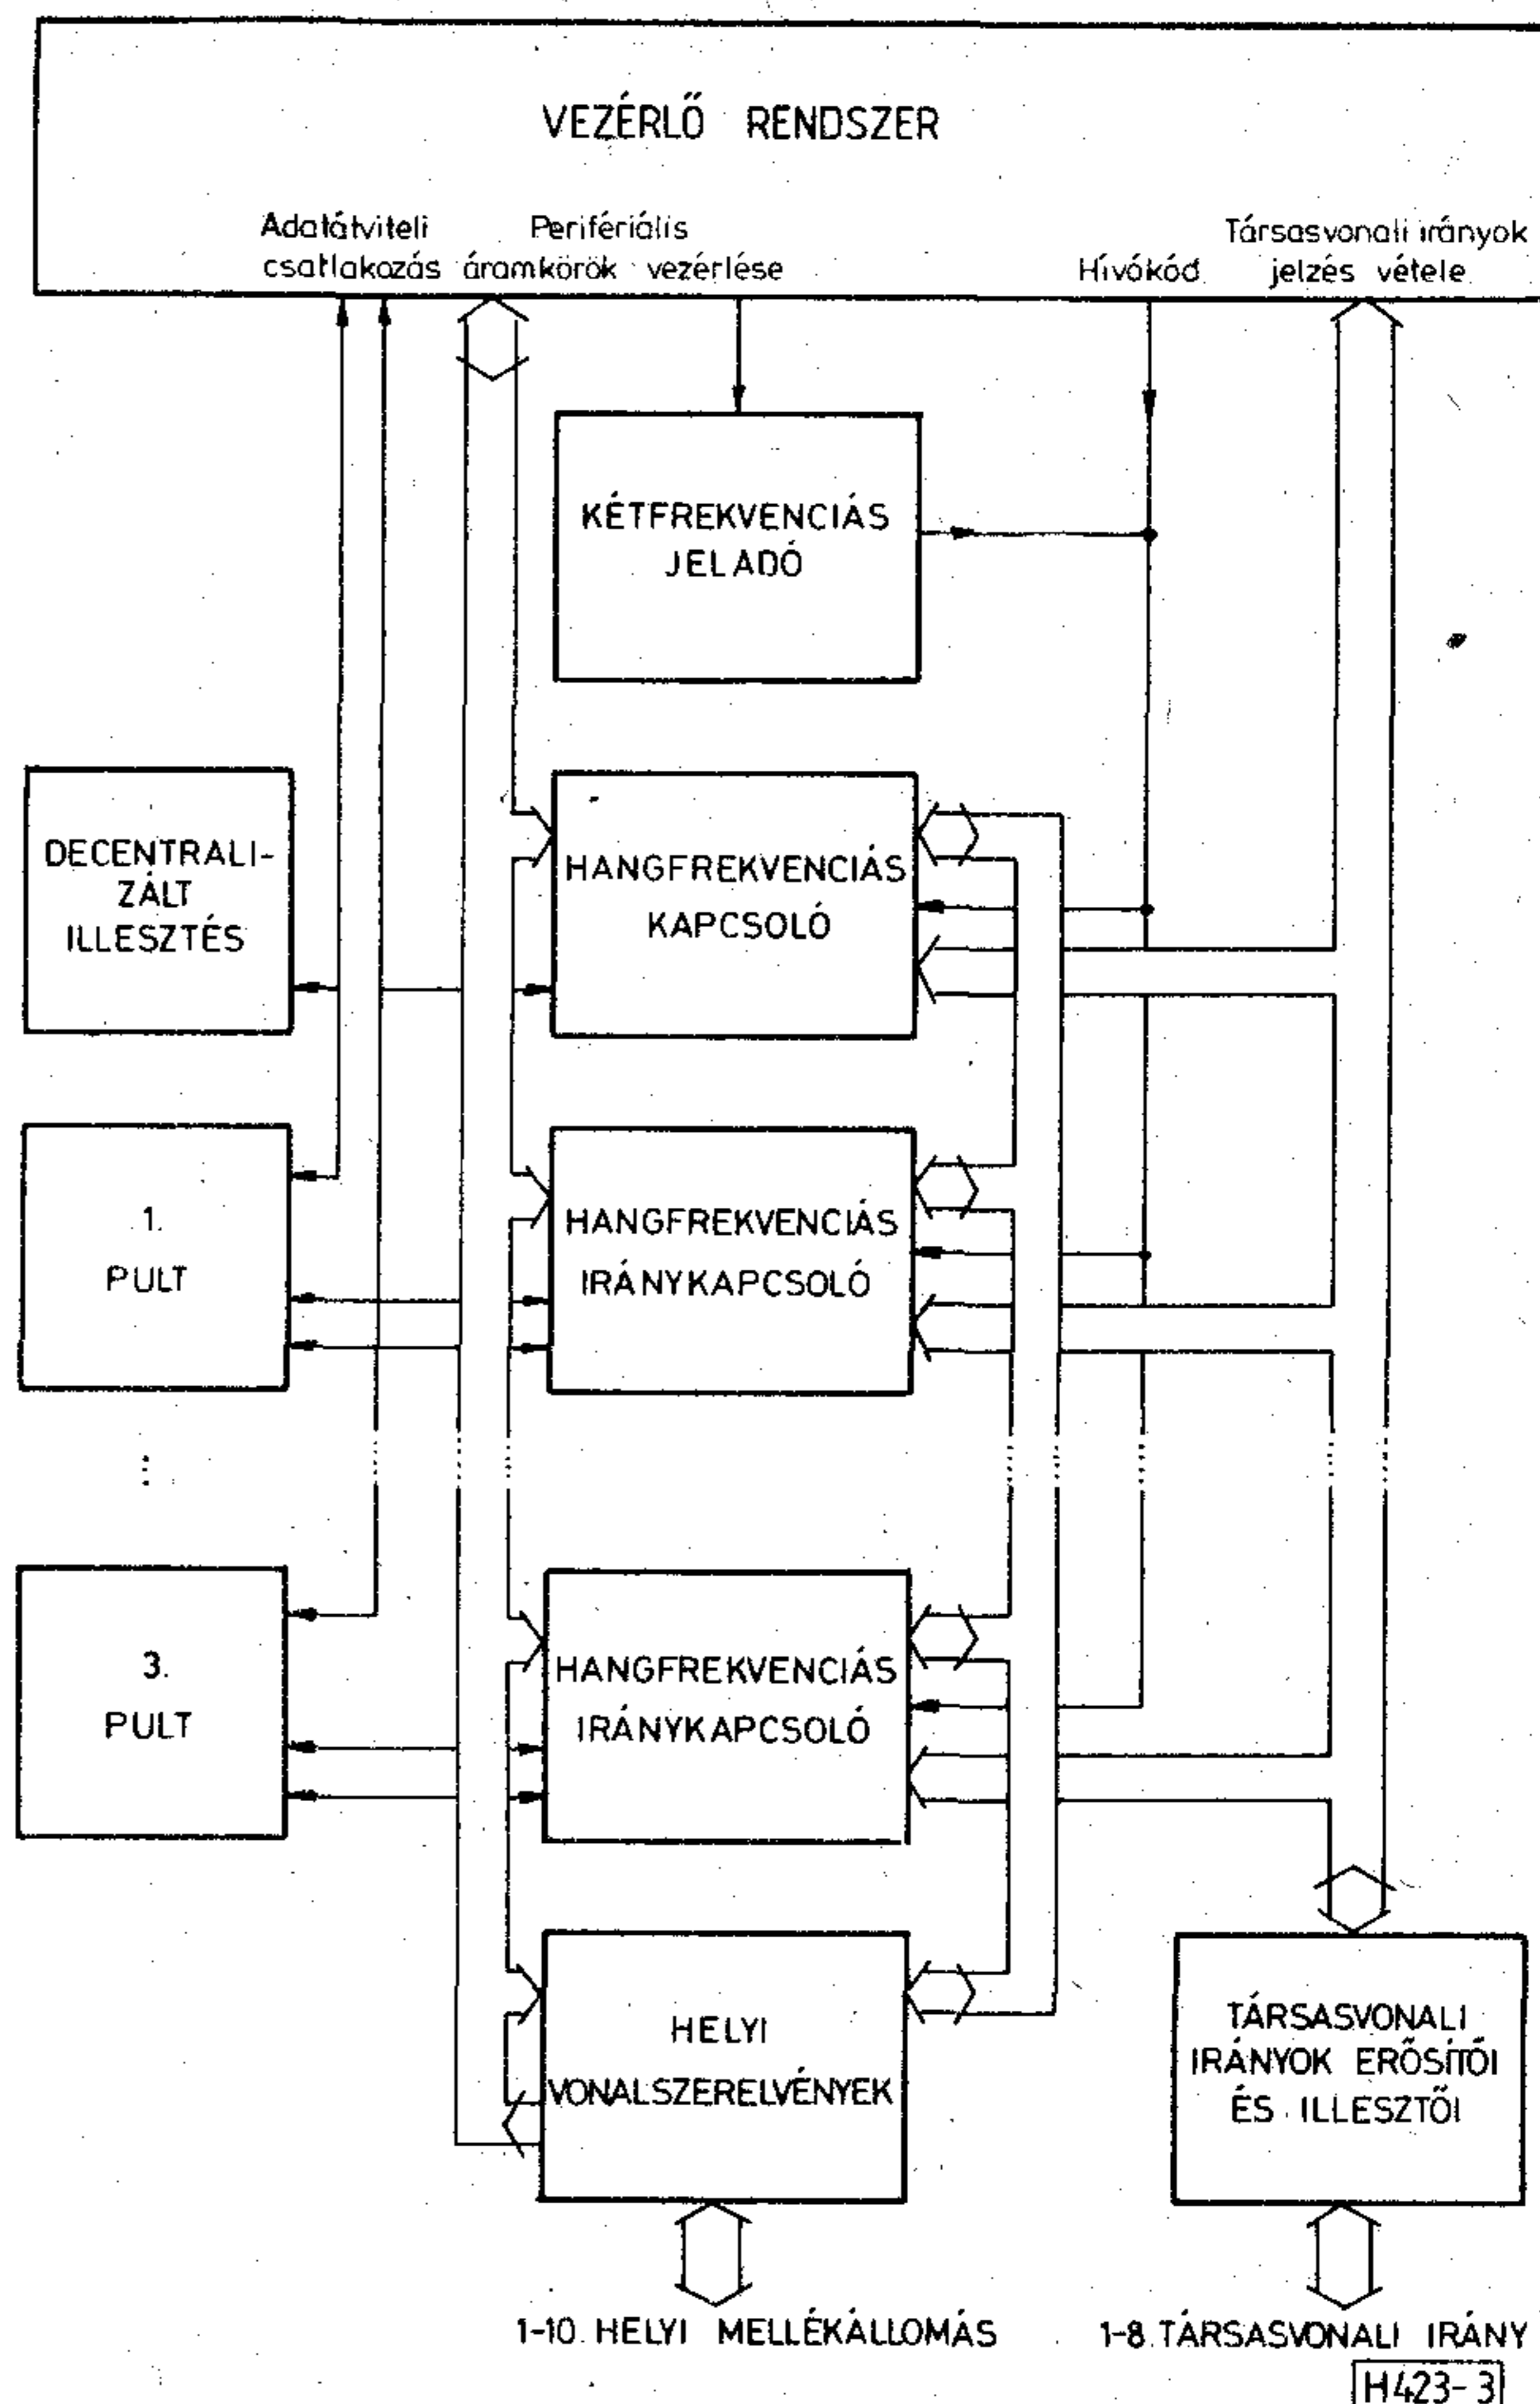 VEZÉRLŐ RENDSZER
Adatátviteli
csatlakozás
Perifériális
áramkörök vezérlése
Hívókód
Társasvonali irányok
jelzés vétele
KÉTFREKVENCIÁS
JELADÓ
DECENTRALI-
ZÁLT
ILLESZTÉS
HANGFREKVENCIÁS
KAPCSOLÓ
1.
PULT
HANGFREKVENCIÁS
IRÁNYKAPCSOLÓ
3.
PULT
HANGFREKVENCIÁS
IRÁNYKAPCSOLÓ
HELYI
VONALSZERELVÉNYEK
TÁRSASVONALI
IRÁNYOK ERŐSÍTŐI
ÉS ILLESZTŐI
1-10. HELYI MELLÉKÁLLOMÁS
1-8. TÁRSASVONALI IRÁNY
H423-3